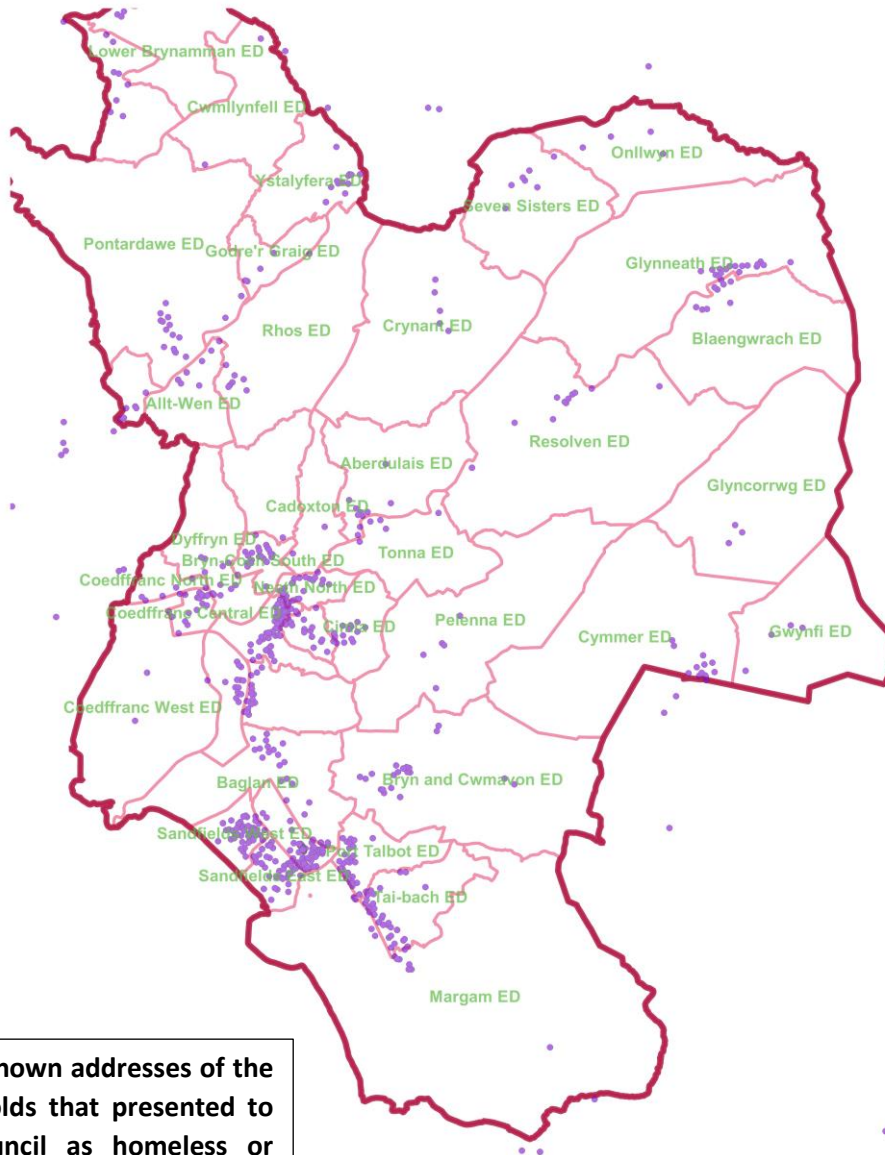 Lower Brynamman ED
Cwmllynfell ED
Onllwyn ED
Ystalyfera ED
Seven Sisters ED
Pontardawe ED
Godre'r Graig ED
Glynneath ED
Rhos ED
Crynant ED
Blaengwrach ED
Allt-Wen ED
Resolven ED
Aberdulais ED
Glyncorrwg ED
Cadoxton ED
Dyffryn ED
Tonna ED
Bryn-Coch South ED
Coedffranc North ED
Neath North ED
Coedffranc Central ED
Cimla ED
Pelenna ED
Cymmer ED
Gwynfi ED
Coedffranc West ED
Baglan ED
Bryn and Cwmavon ED
Sandfields West ED
Port Talbot ED
Sandfields East ED
Tai-bach ED
Margam ED
nown addresses of the
olds that presented to
uncil as homeless or